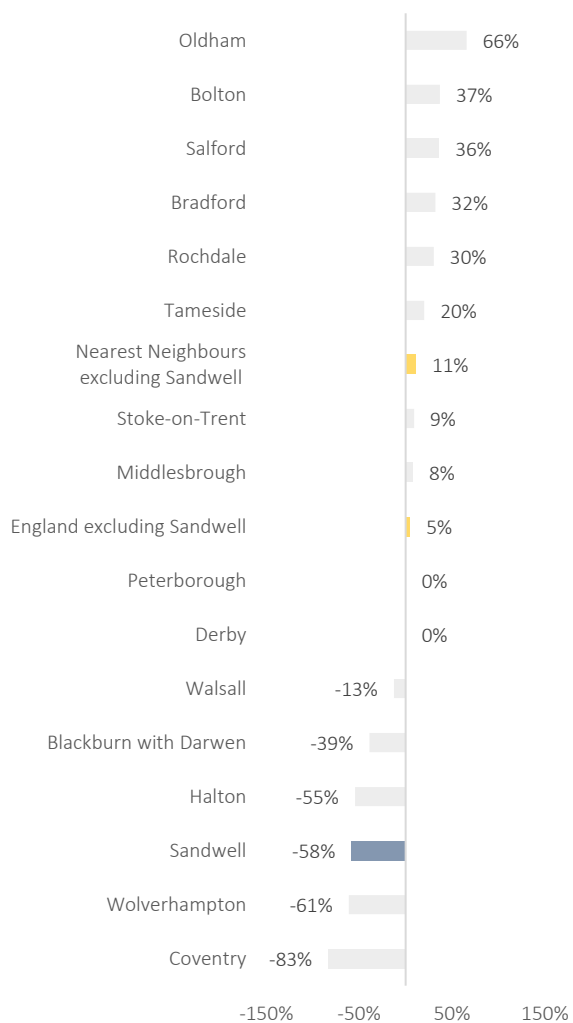 Oldham 66%
Bolton 37%
Salford 36%
Bradford 32%
Rochdale 30%
Tameside 20%
Nearest Neighbours
excluding Sandwell 11%
Stoke-on-Trent 9%
Middlesbrough 8%
England excluding Sandwell 5%
Peterborough 0%
Derby 0%
Walsall -13%
Blackburn with Darwen -39%
Halton -55%
Sandwell -58%
Wolverhampton -61%
Coventry -83%
-150% -50% 50% 150%